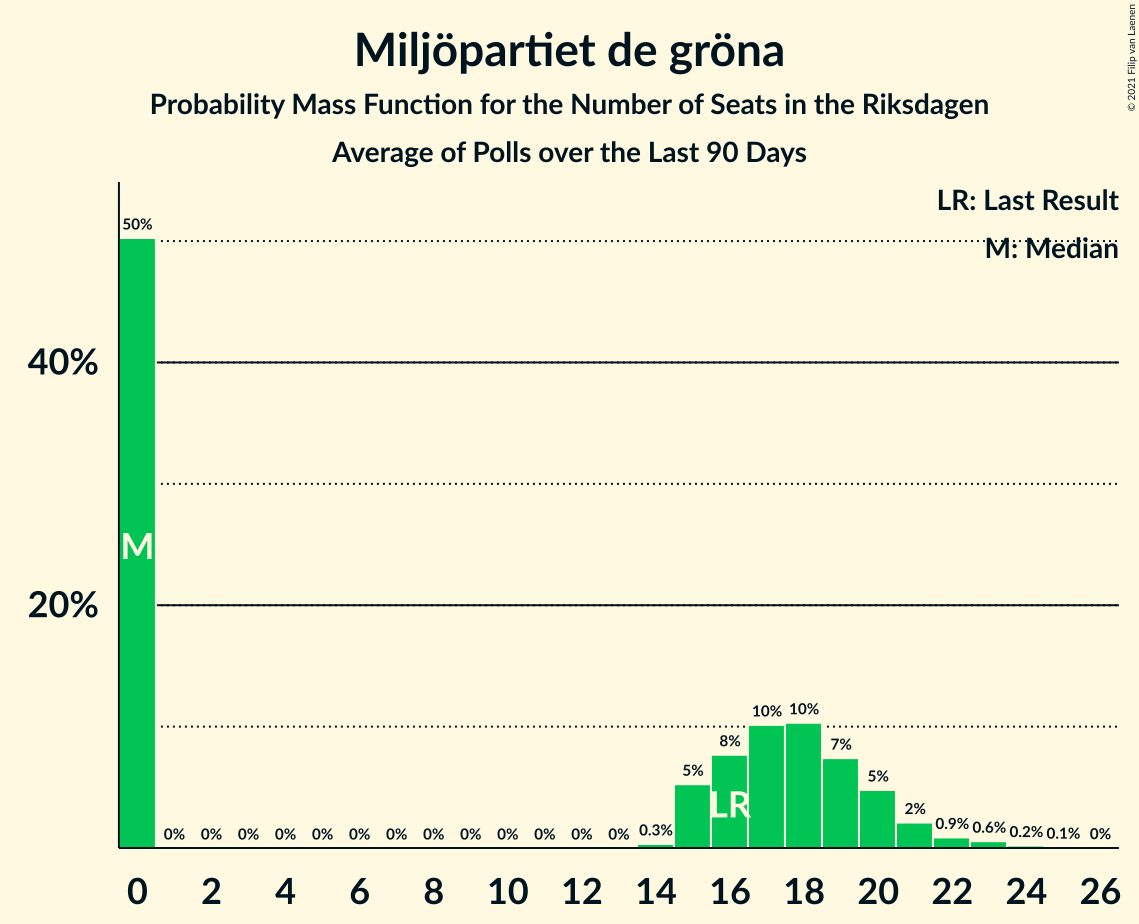 Miljöpartiet de gröna
Probability Mass Function for the Number of Seats in the Riksdagen
Average of Polls over the Last 90 Days
© 2021 Filip van Laenen
LR: Last Result
M: Median
50%
40%
20%
M
LR
0% 0% 0% 0% 0% 0% 0% 0% 0% 0% 0% 0% 0% 0.3% 5% 8% 10% 10% 7% 5% 2% 0.9% 0.6% 0.2% 0.1% 0%
0 2 4 6 8 10 12 14 16 18 20 22 24 26